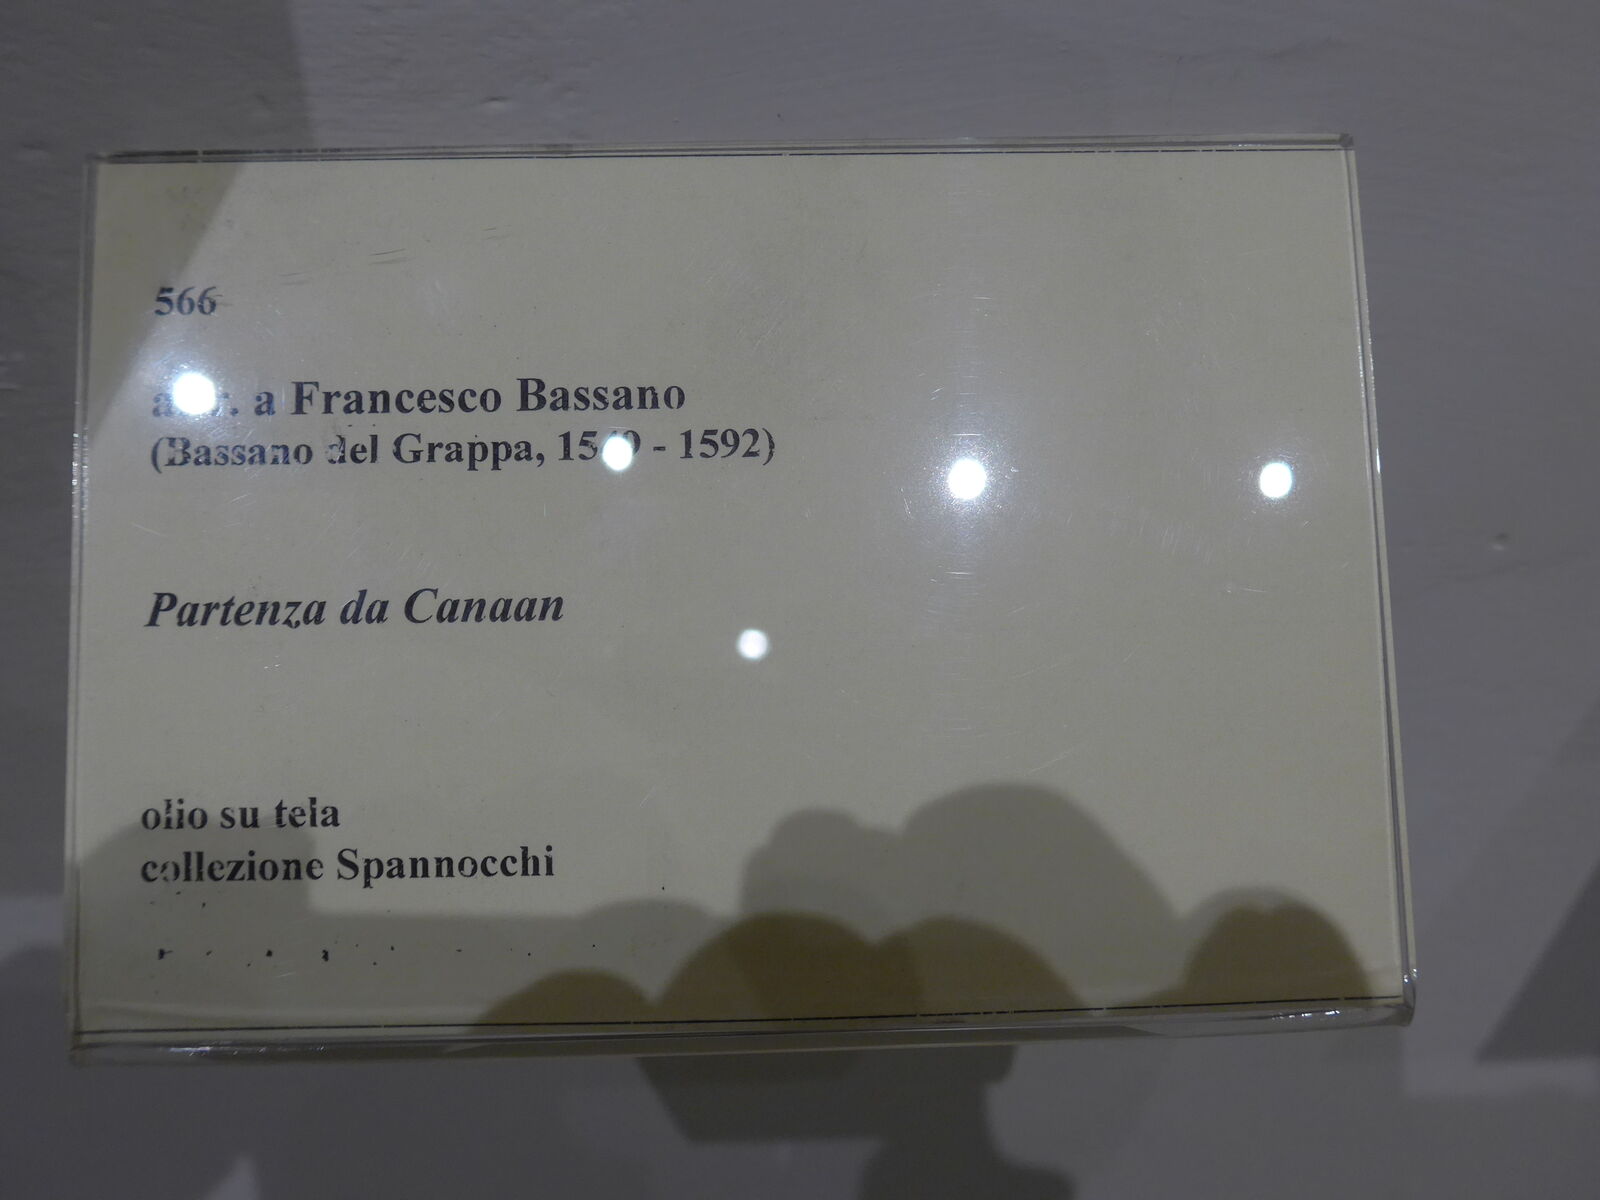 566
a Francesco Bassano
(Bassano del Grappa, - 1592)
Partenza da Canaan
olio su tela
collezione Spannocchi